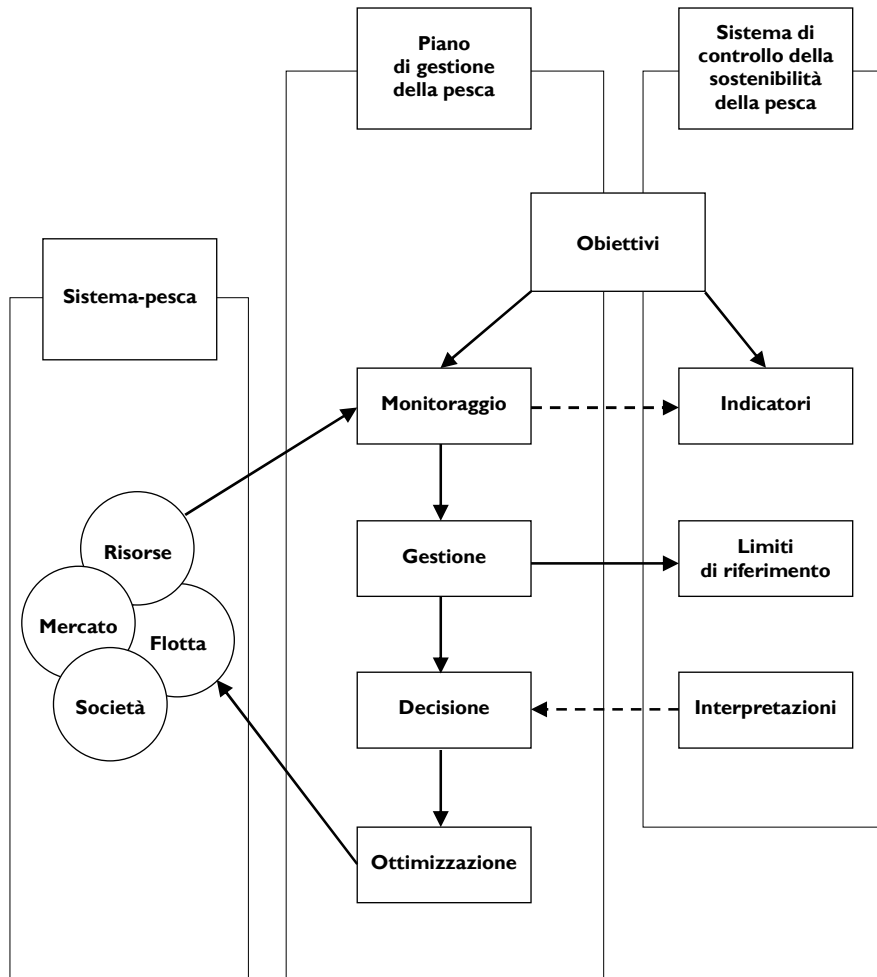 Piano
di gestione
della pesca
Sistema di
controllo della
sostenibilità
della pesca
Obiettivi
Sistema-pesca
Monitoraggio
Indicatori
Risorse
Mercato
Flotta
Società
Gestione
Limiti
di riferimento
Decisione
Interpretazioni
Ottimizzazione